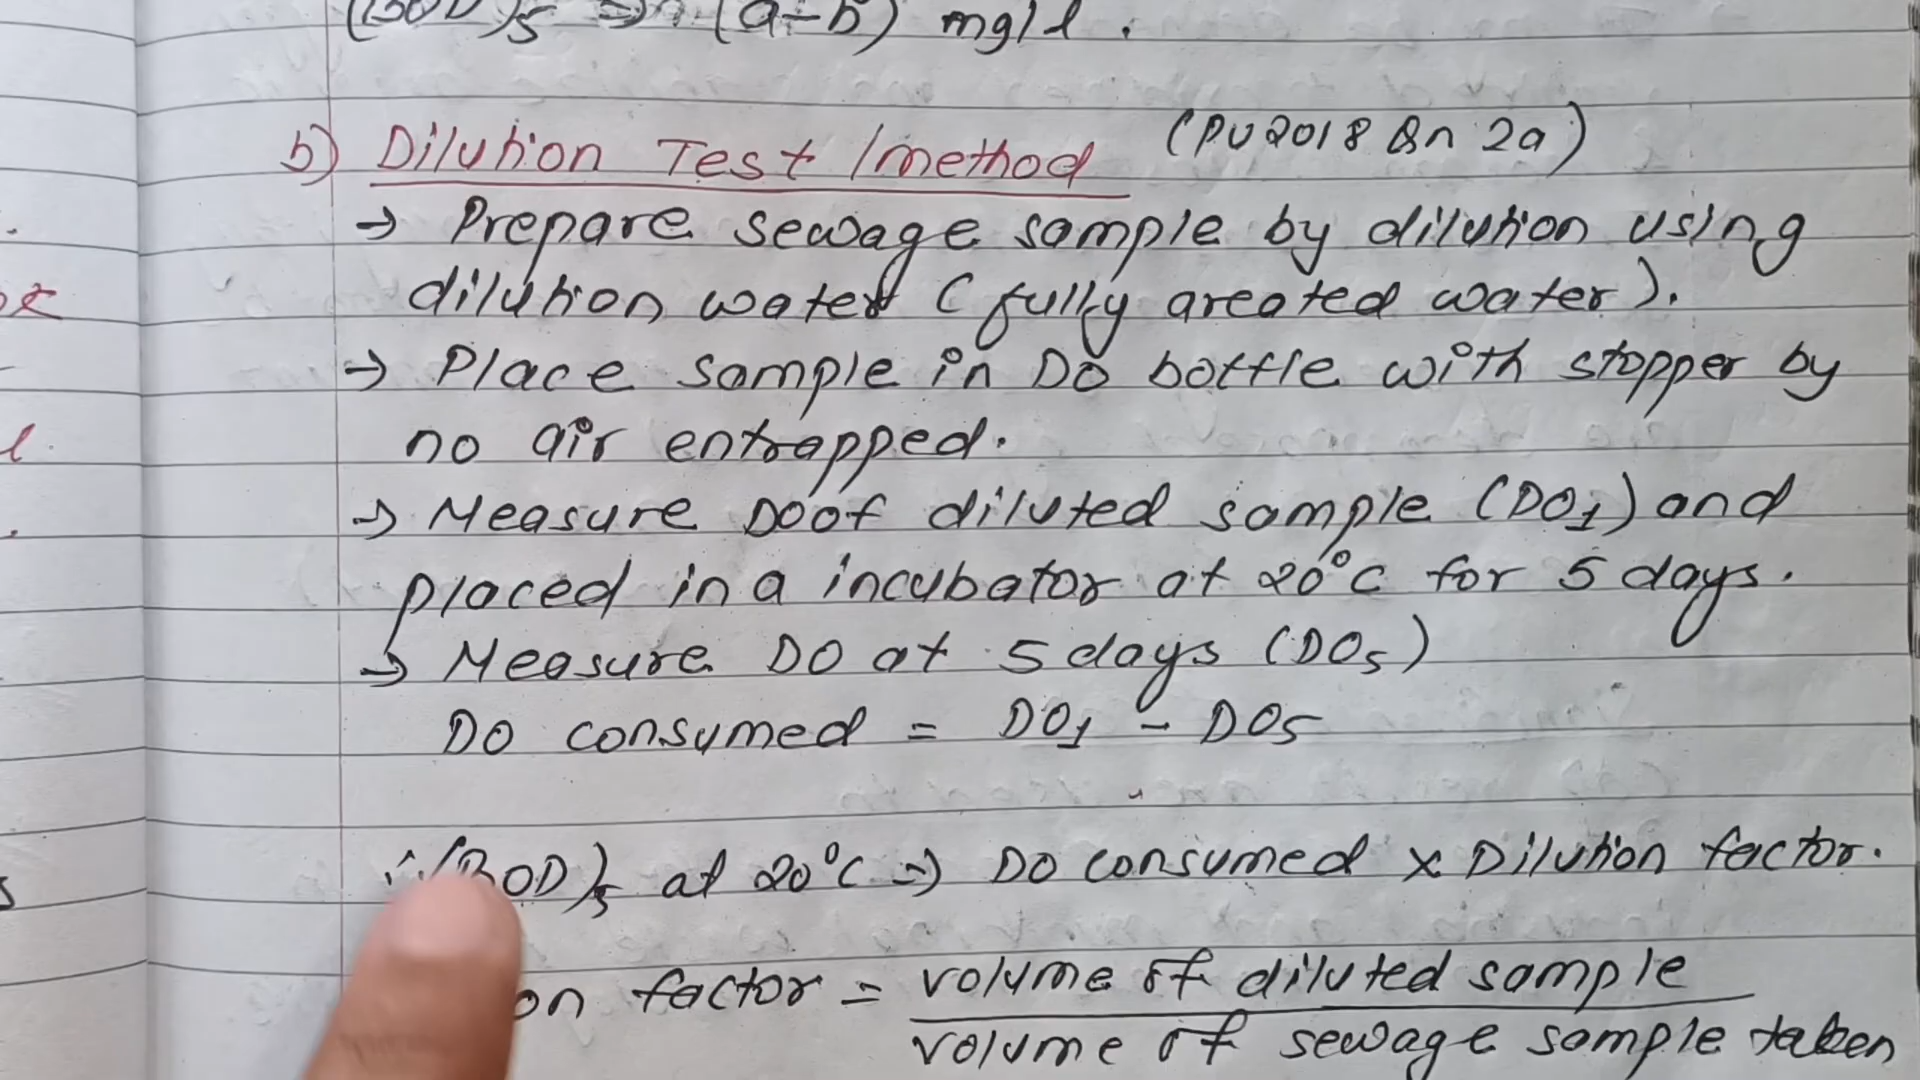 (BOD)5 => (a-b) mg/l.
b) Dilution Test / method (PU 2018 Qn 2a)
→ Prepare sewage sample by dilution using
dilution water (fully areated water).
→ Place sample in DO bottle with stopper by
no air entrapped.
→ Measure DO of diluted sample (DO1) and
placed in a incubator at 20°C for 5 days.
→ Measure DO at 5 days (DO5)
DO consumed = DO1 - DO5
∴ (BOD)5 at 20°C => DO consumed x Dilution factor.
on factor = volume of diluted sample
volume of sewage sample taken